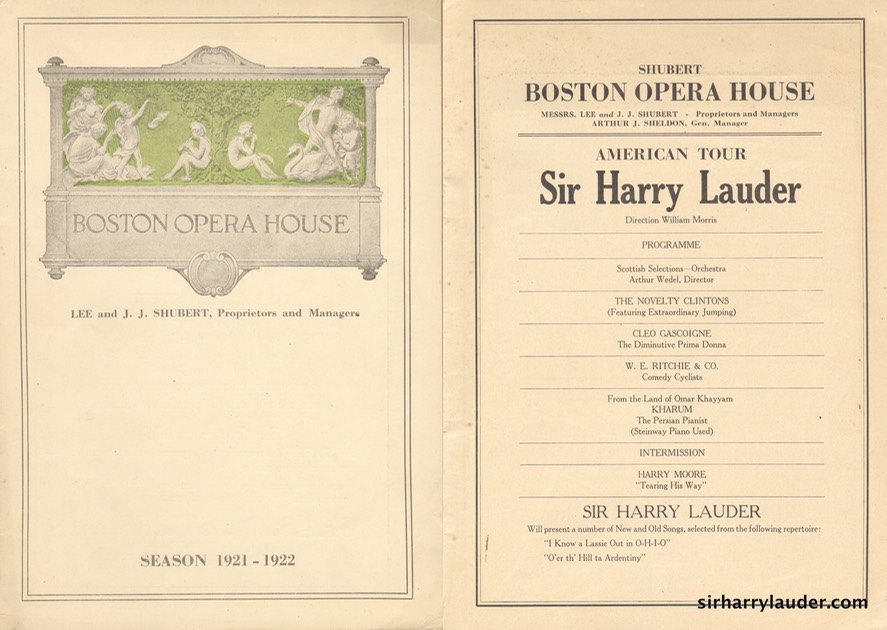 BOSTON OPERA HOUSE
LEE and J. J. SHUBERT, Proprietors and Managers
SEASON 1921 - 1922
SHUBERT
BOSTON OPERA HOUSE
MESSRS. LEE and J. J. SHUBERT - Proprietors and Managers
ARTHUR J. SHELDON, Gen. Manager
AMERICAN TOUR
Sir Harry Lauder
Direction William Morris
PROGRAMME
Scottish Selections—Orchestra
Arthur Wedel, Director
THE NOVELTY CLINTONS
(Featuring Extraordinary Jumping)
CLEO GASCOIGNE
The Diminutive Prima Donna
W. E. RITCHIE & CO.
Comedy Cyclists
From the Land of Omar Khayyam
KHARUM
The Persian Pianist
(Steinway Piano Used)
INTERMISSION
HARRY MOORE
"Tearing His Way"
SIR HARRY LAUDER
Will present a number of New and Old Songs, selected from the following repertoire:
"I Know a Lassie Out in O-H-I-O"
"O'er th' Hill ta Ardentiny"
sirharrylauder.com